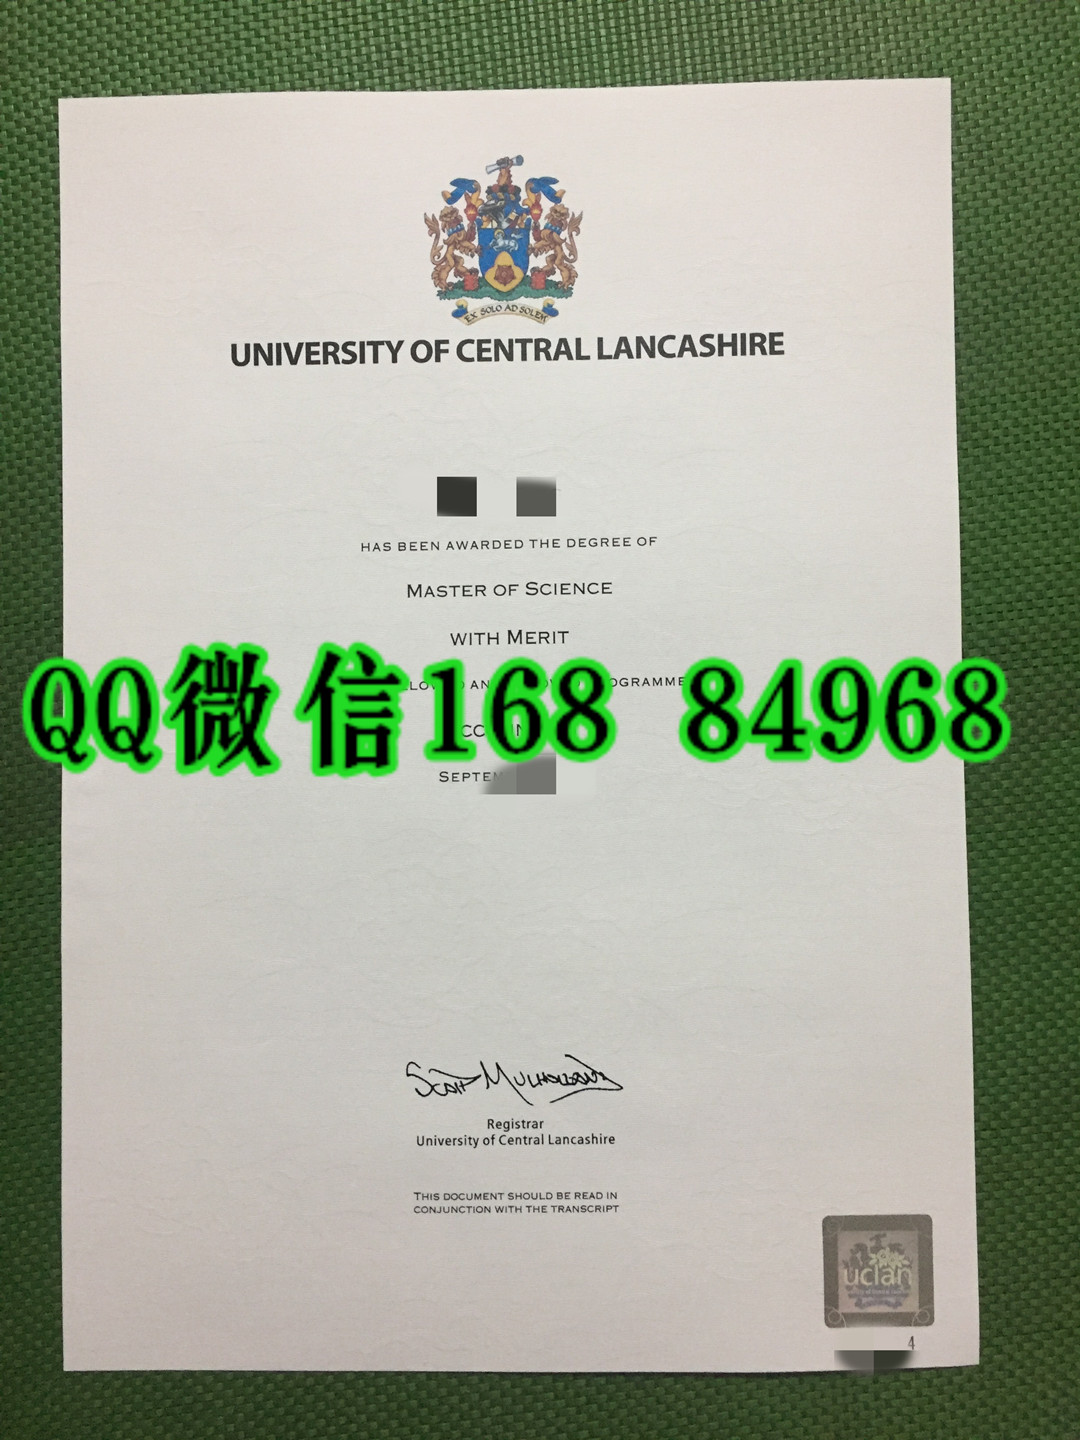 EX SOLO AD SOLEM
UNIVERSITY OF CENTRAL LANCASHIRE
HAS BEEN AWARDED THE DEGREE OF
MASTER OF SCIENCE
WITH MERIT
QQ微信168 84968
Registrar
University of Central Lancashire
THIS DOCUMENT SHOULD BE READ IN
CONJUNCTION WITH THE TRANSCRIPT
uclan
4